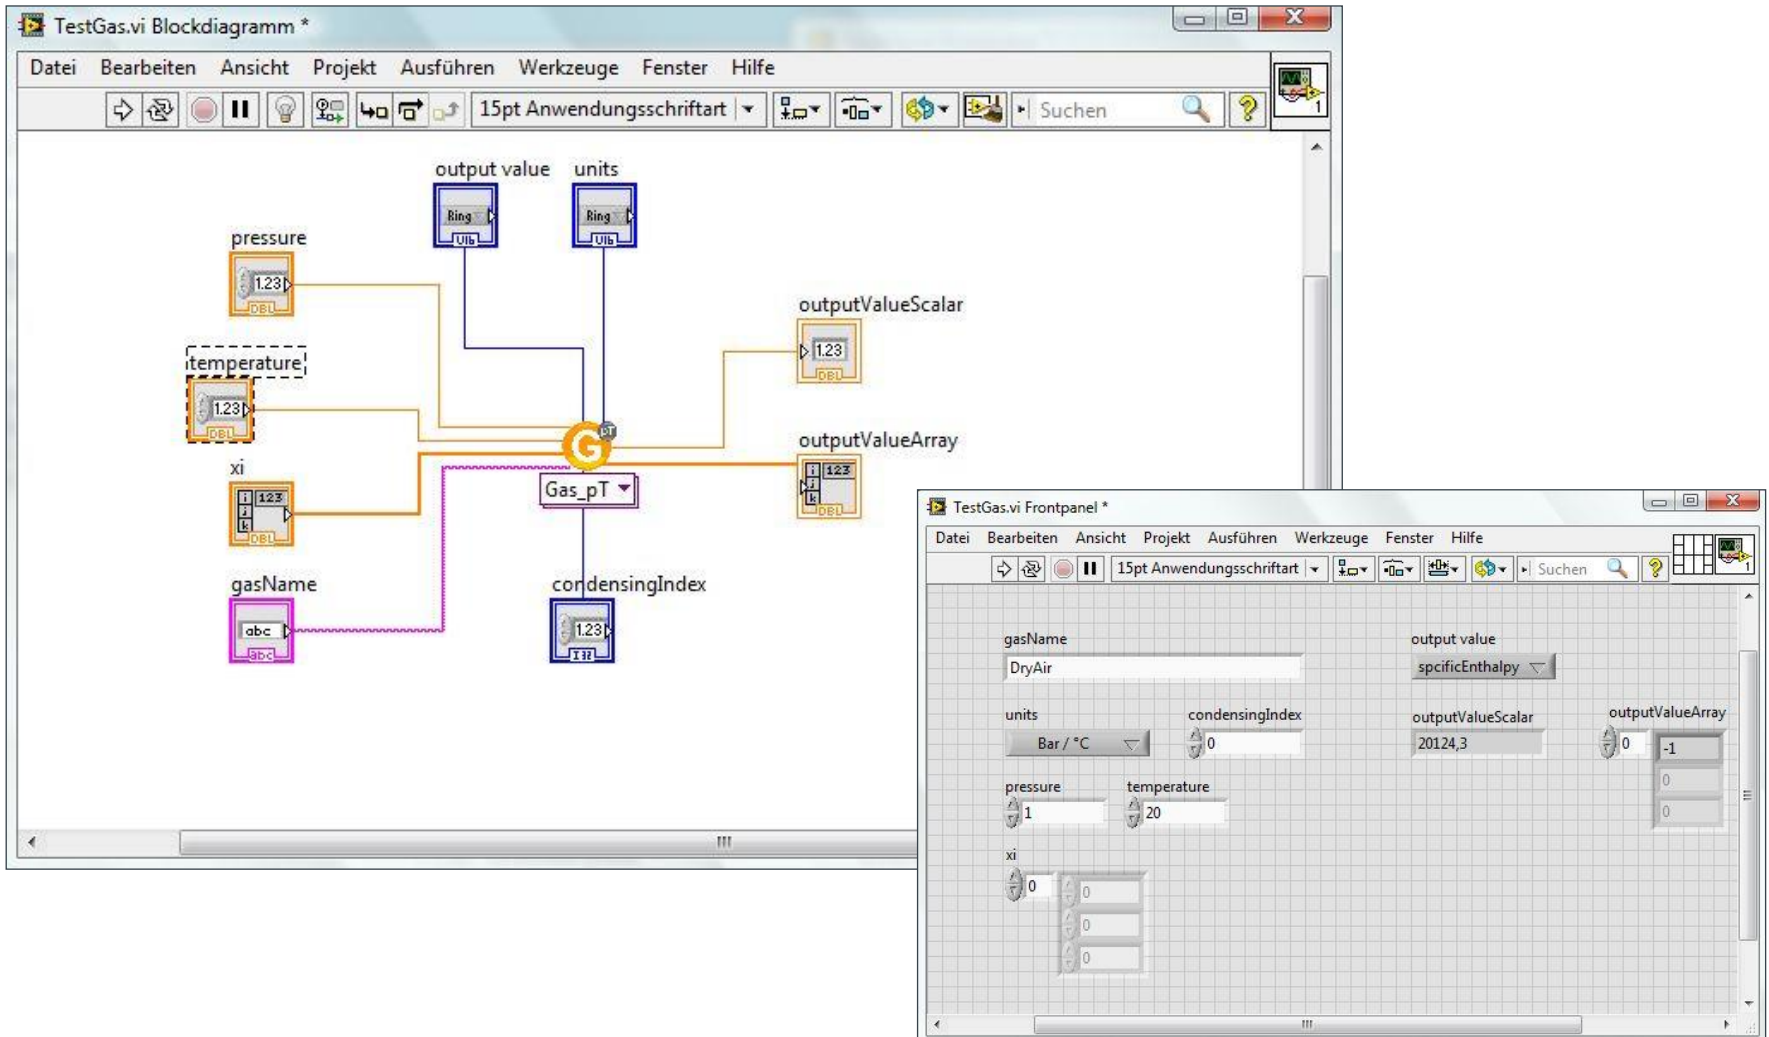 TestGas.vi Blockdiagramm *
Datei Bearbeiten Ansicht Projekt Ausführen Werkzeuge Fenster Hilfe
15pt Anwendungsschriftart Suchen
1
output value units
Ring Ring
U16 U16
pressure
1.23
DBL
outputValueScalar
1.23
DBL
temperature
1.23
DBL
G pT
outputValueArray
i 123
j
k
DBL
xi
i 123
j
k
DBL
Gas_pT
gasName
abc
abc
condensingIndex
1.23
I32
TestGas.vi Frontpanel *
Datei Bearbeiten Ansicht Projekt Ausführen Werkzeuge Fenster Hilfe
15pt Anwendungsschriftart Suchen
1
gasName output value
DryAir spcificEnthalpy
units condensingIndex outputValueScalar outputValueArray
Bar / °C 0 20124,3 0 -1
0
0
pressure temperature
1 20
xi
0 0
0
0